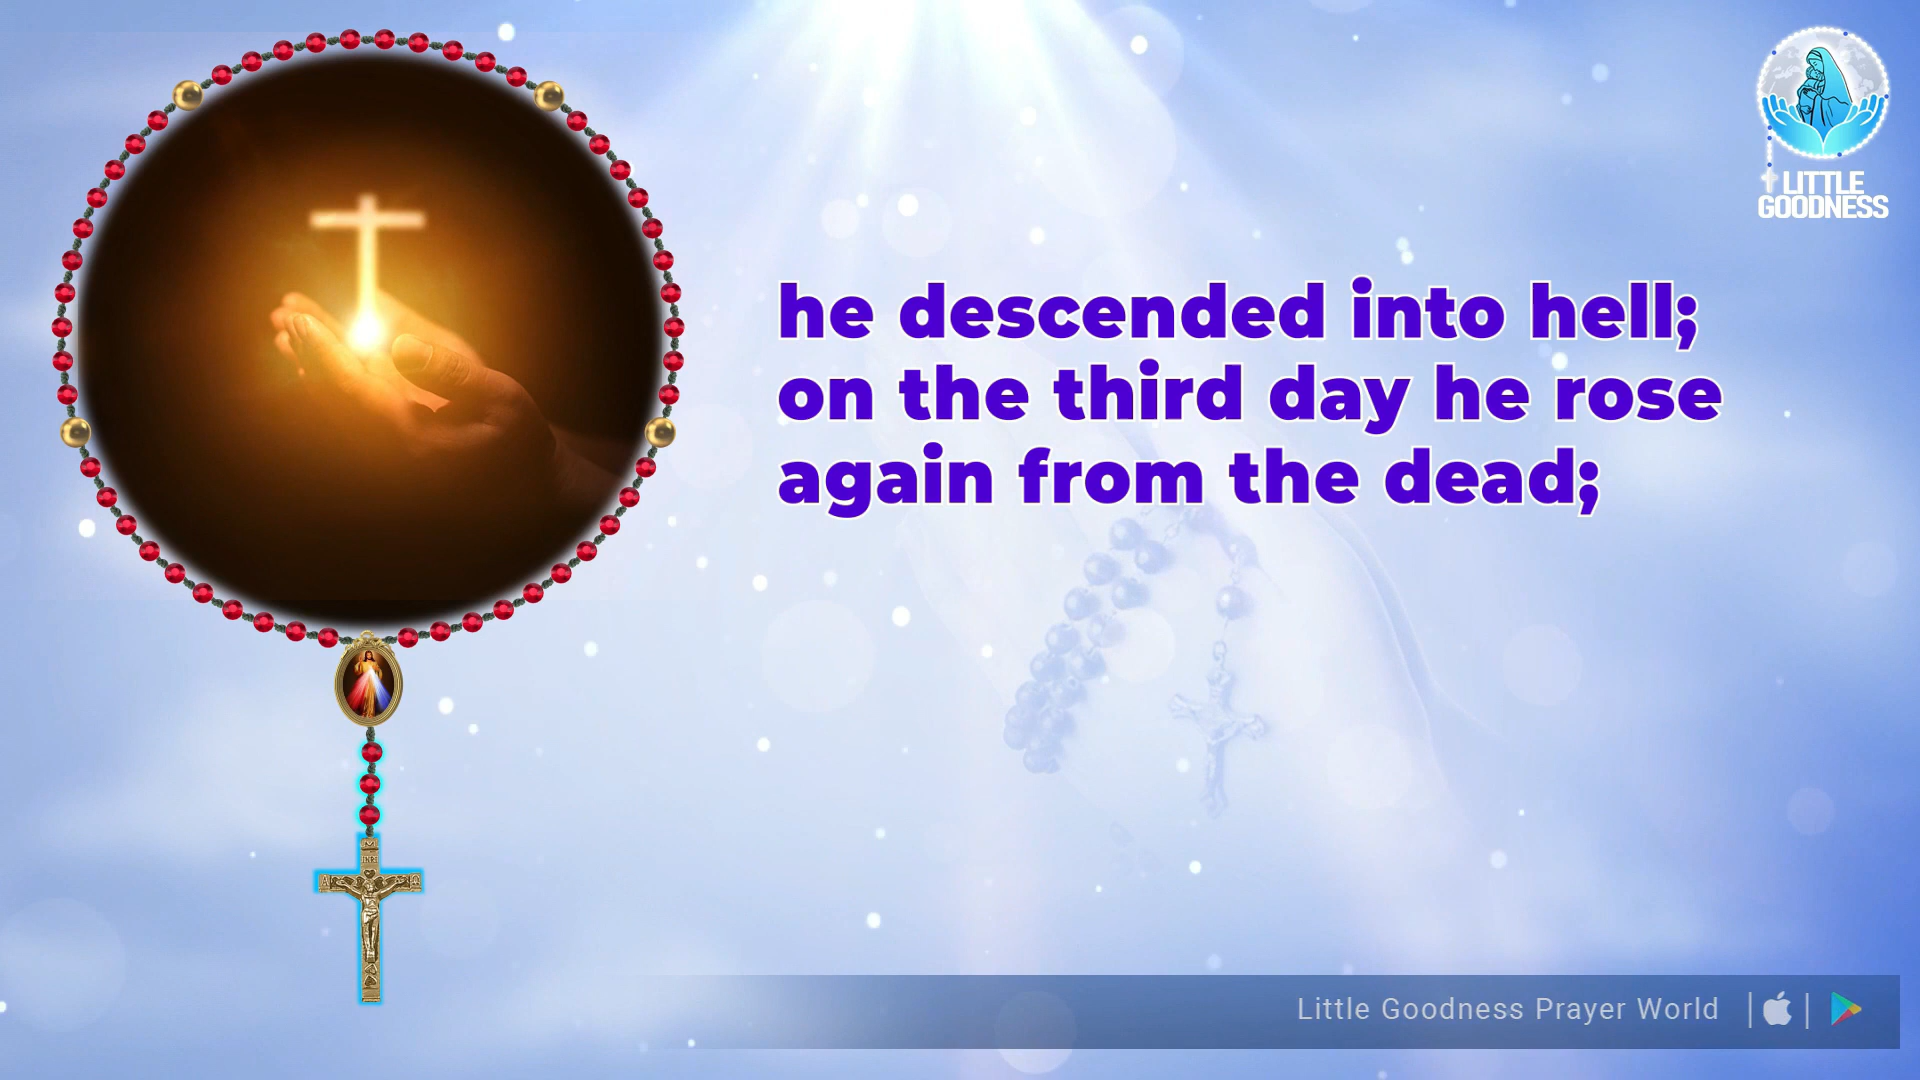 LITTLE
GOODNESS
he descended into hell;
on the third day he rose
again from the dead;
INRI
Little Goodness Prayer World